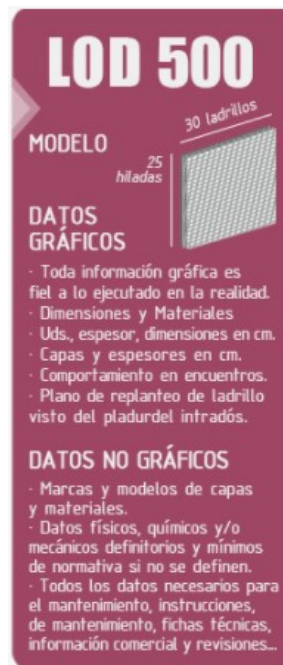 LOD 500
30 ladrillos
MODELO
25
hiladas
DATOS
GRÁFICOS
· Toda información gráfica es
fiel a lo ejecutado en la realidad.
· Dimensiones y Materiales
· Uds., espesor, dimensiones en cm.
· Capas y espesores en cm.
· Comportamiento en encuentros.
· Plano de replanteo de ladrillo
visto del pladurdel intradós.
DATOS NO GRÁFICOS
· Marcas y modelos de capas
y materiales.
· Datos físicos, químicos y/o
mecánicos definitorios y mínimos
de normativa si no se definen.
· Todos los datos necesarios para
el mantenimiento, instrucciones,
de mantenimiento, fichas técnicas,
información comercial y revisiones...